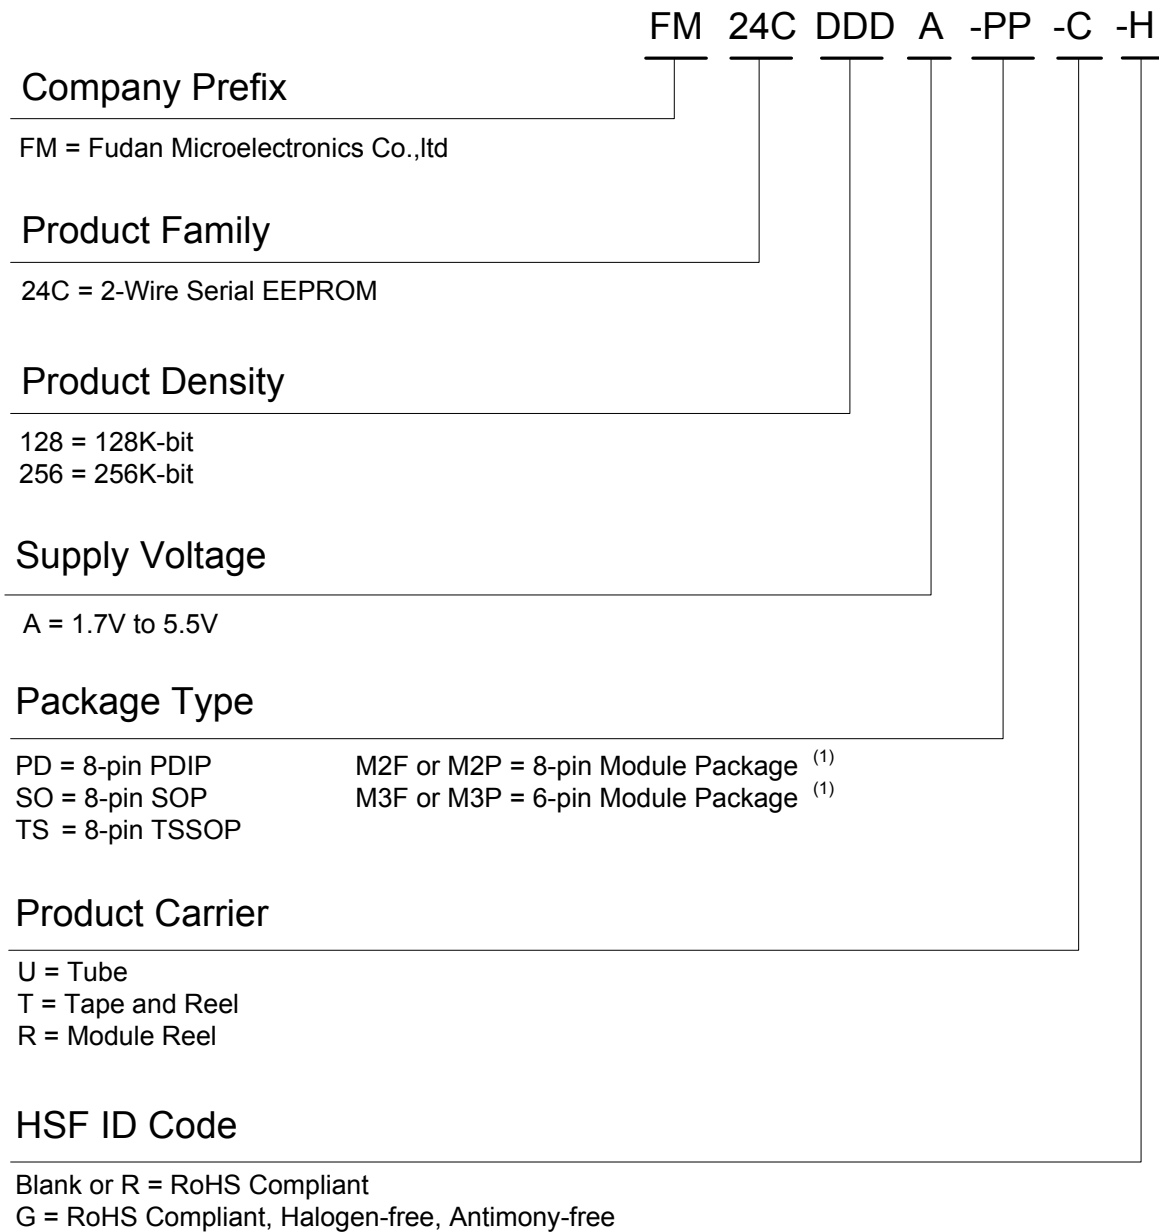 FM 24C DDD A -PP -C -H
Company Prefix
FM = Fudan Microelectronics Co.,ltd
Product Family
24C = 2-Wire Serial EEPROM
Product Density
128 = 128K-bit
256 = 256K-bit
Supply Voltage
A = 1.7V to 5.5V
Package Type
PD = 8-pin PDIP M2F or M2P = 8-pin Module Package (1)
SO = 8-pin SOP M3F or M3P = 6-pin Module Package (1)
TS = 8-pin TSSOP
Product Carrier
U = Tube
T = Tape and Reel
R = Module Reel
HSF ID Code
Blank or R = RoHS Compliant
G = RoHS Compliant, Halogen-free, Antimony-free